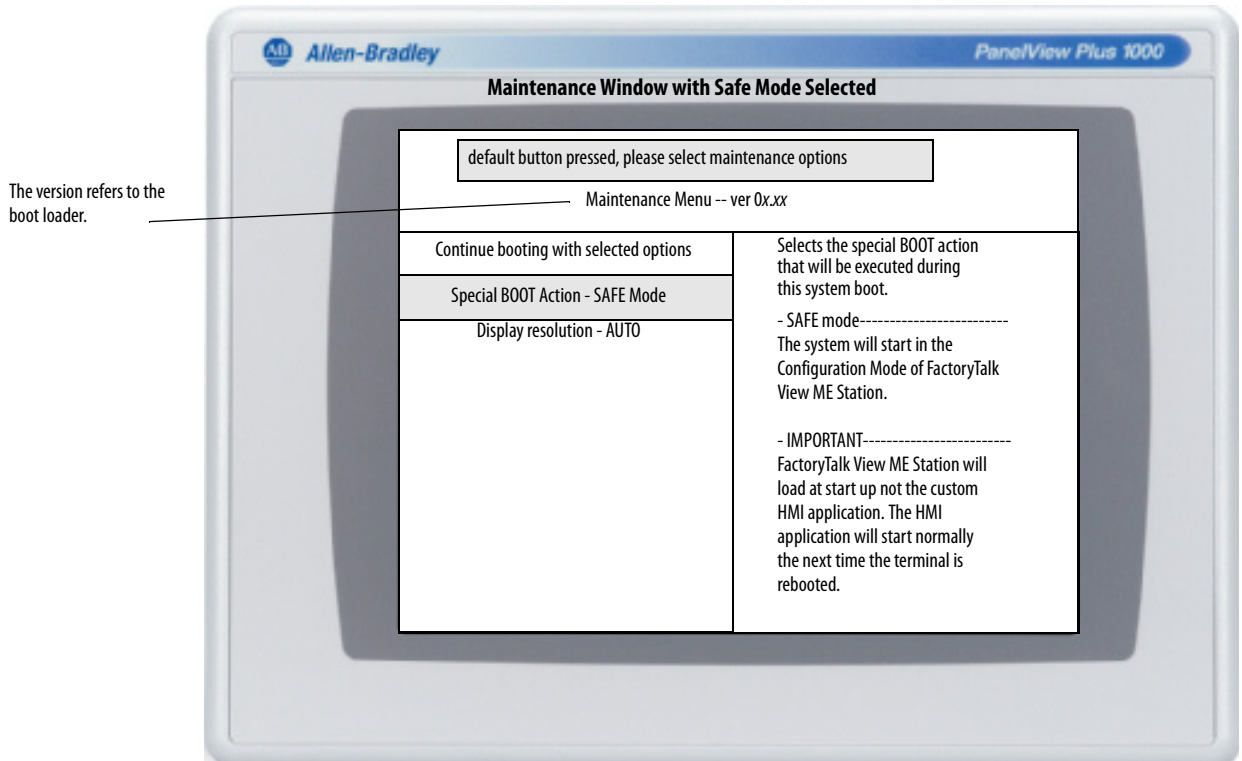 AB Allen-Bradley
PanelView Plus 1000
Maintenance Window with Safe Mode Selected
default button pressed, please select maintenance options
The version refers to the
boot loader.
Maintenance Menu -- ver 0x.xx
Continue booting with selected options
Special BOOT Action - SAFE Mode
Display resolution - AUTO
Selects the special BOOT action
that will be executed during
this system boot.
- SAFE mode-------------------------
The system will start in the
Configuration Mode of FactoryTalk
View ME Station.
- IMPORTANT-------------------------
FactoryTalk View ME Station will
load at start up not the custom
HMI application. The HMI
application will start normally
the next time the terminal is
rebooted.